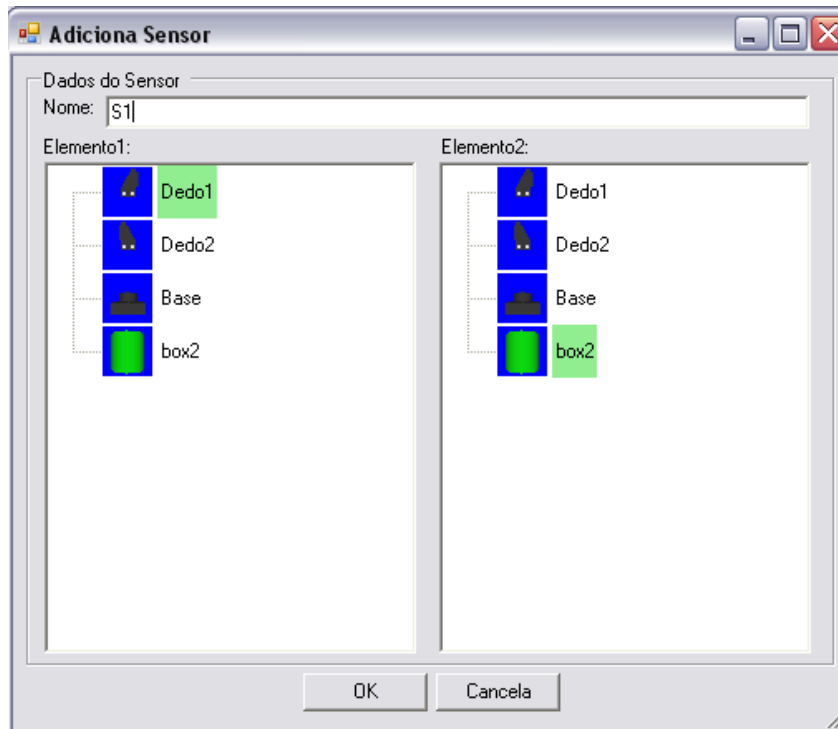 Adiciona Sensor
Dados do Sensor
Nome: S1
Elemento1:
Dedo1
Dedo2
Base
box2
Elemento2:
Dedo1
Dedo2
Base
box2
OK
Cancela